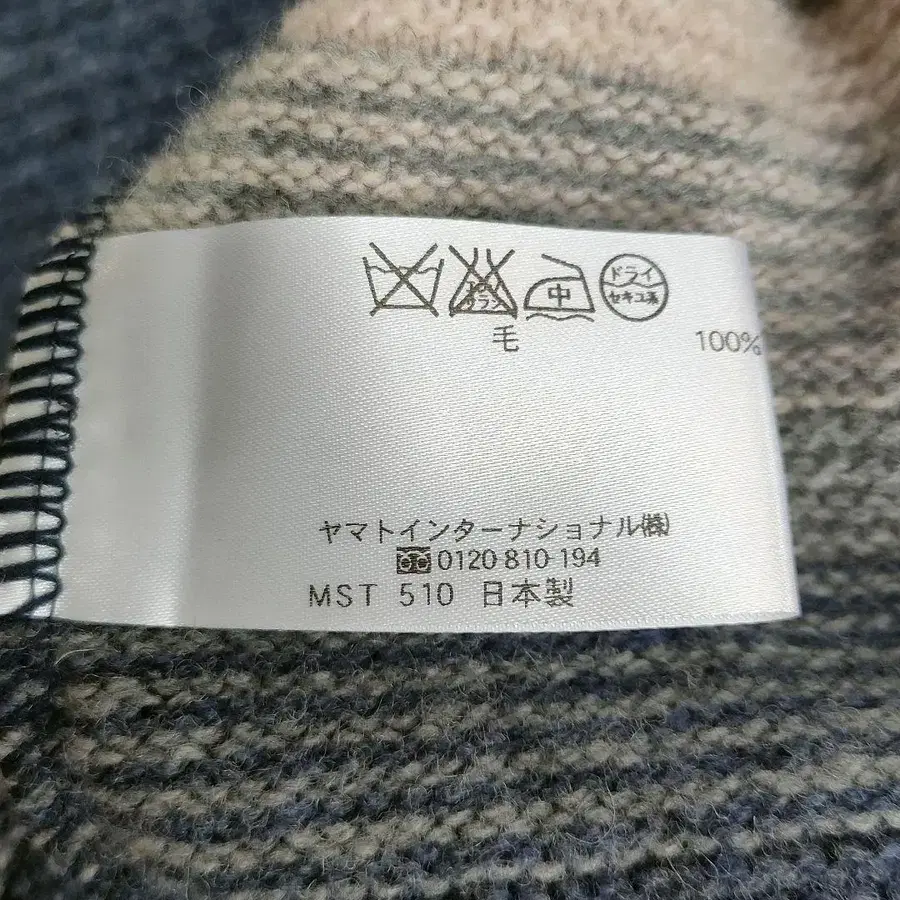 中 ドライ セキユ系
毛 100%
ヤマトインターナショナル㈱
0120 810 194
MST 510 日本製